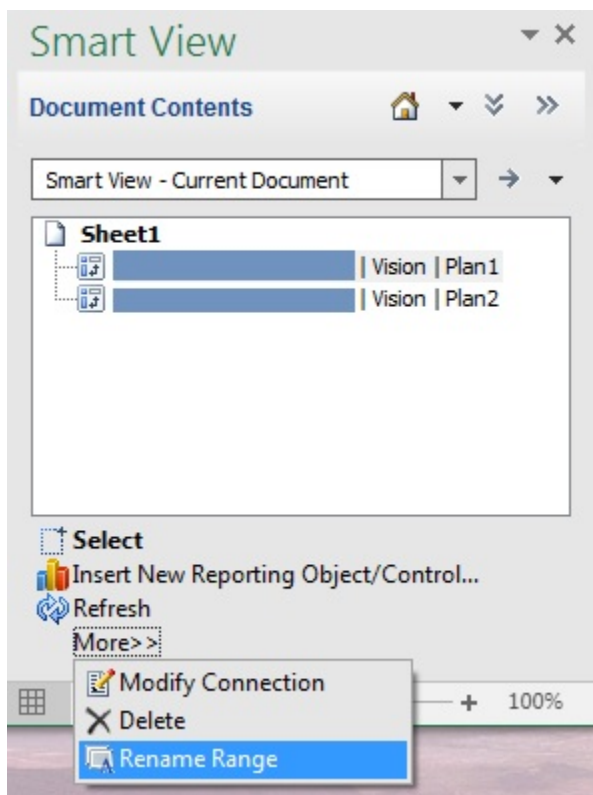 Smart View
Document Contents
Smart View - Current Document
Sheet1
| Vision | Plan1
| Vision | Plan2
Select
Insert New Reporting Object/Control...
Refresh
More>>
Modify Connection
100%
Delete
Rename Range